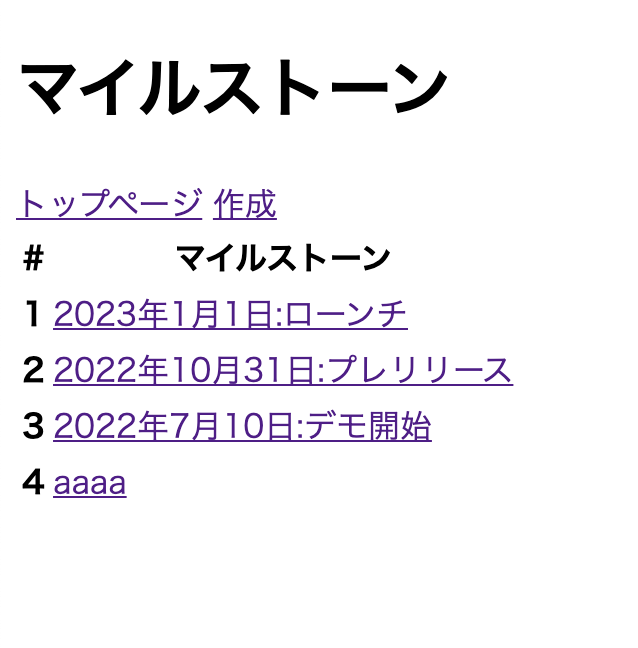 マイルストーン
トップページ 作成
# マイルストーン
1 2023年1月1日:ローンチ
2 2022年10月31日:プレリリース
3 2022年7月10日:デモ開始
4 aaaa